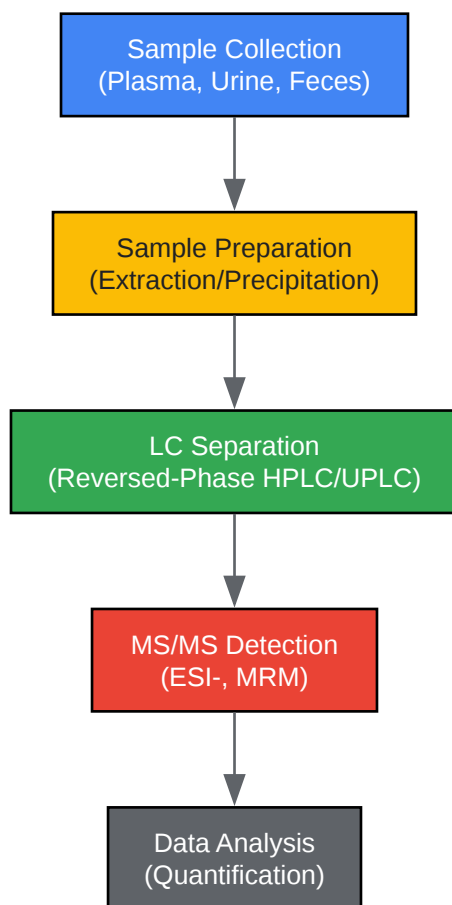 Sample Collection
(Plasma, Urine, Feces)
Sample Preparation
(Extraction/Precipitation)
LC Separation
(Reversed-Phase HPLC/UPLC)
MS/MS Detection
(ESI-, MRM)
Data Analysis
(Quantification)